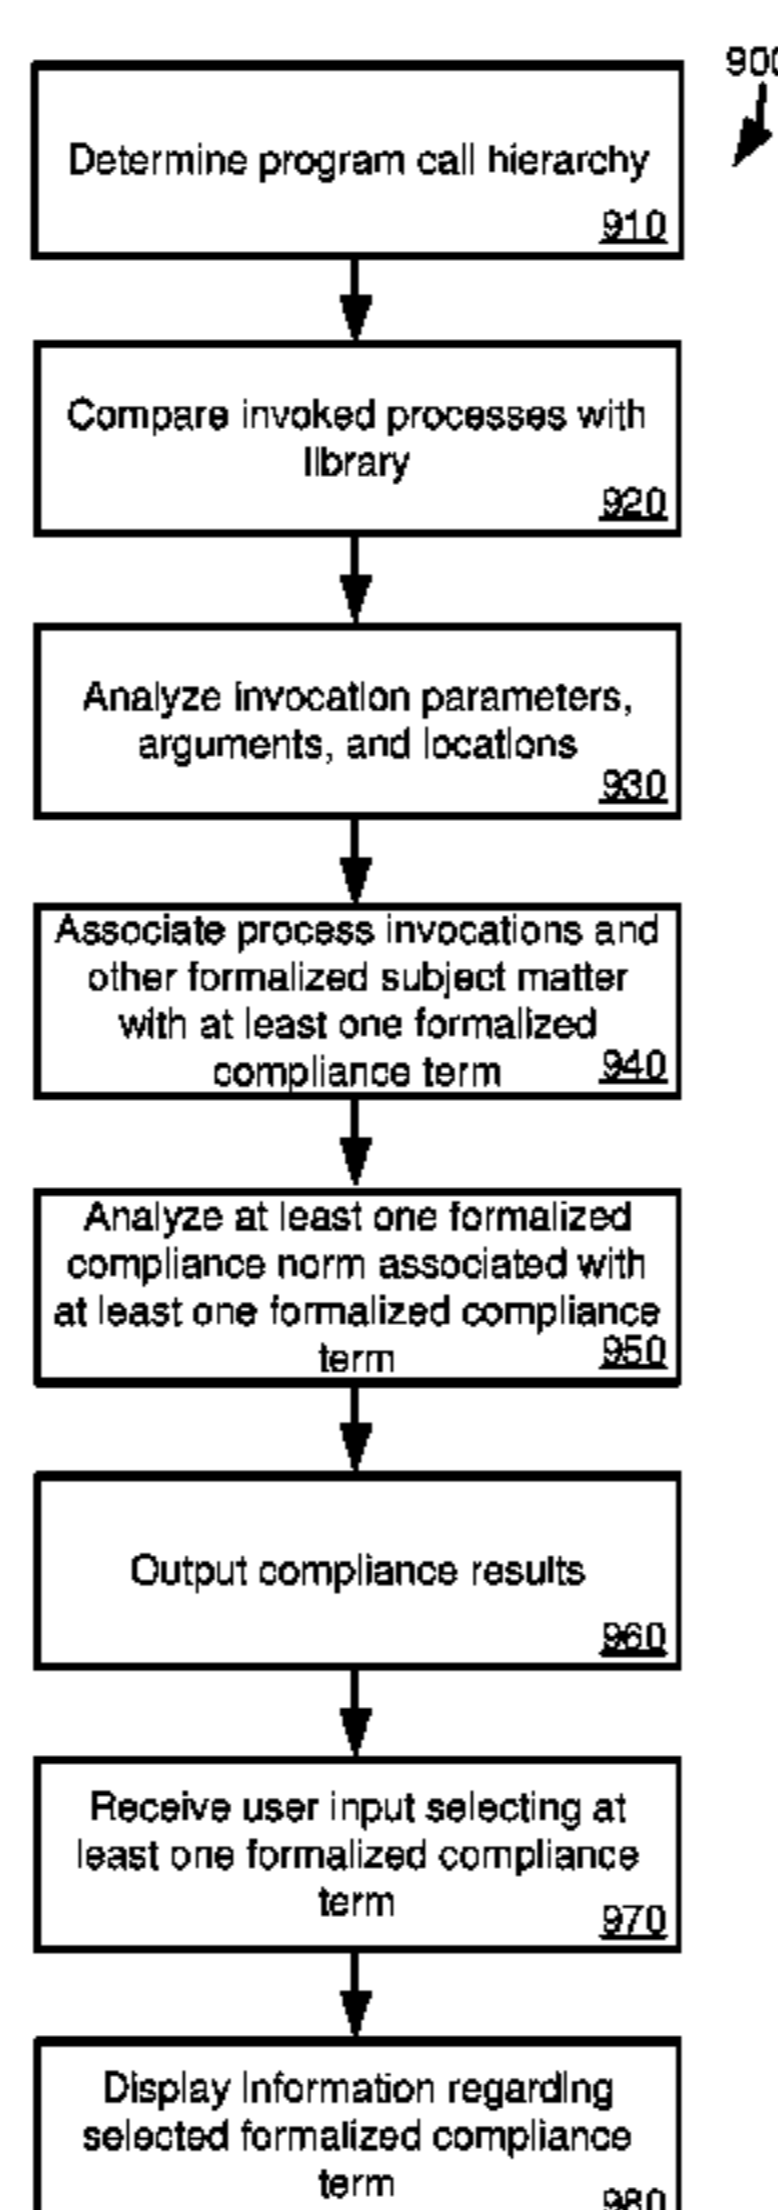 900
Determine program call hierarchy
910
Compare invoked processes with
library
920
Analyze invocation parameters,
arguments, and locations
930
Associate process invocations and
other formalized subject matter
with at least one formalized
compliance term
940
Analyze at least one formalized
compliance norm associated with
at least one formalized compliance
term
950
Output compliance results
960
Receive user input selecting at
least one formalized compliance
term
970
Display information regarding
selected formalized compliance
term
980